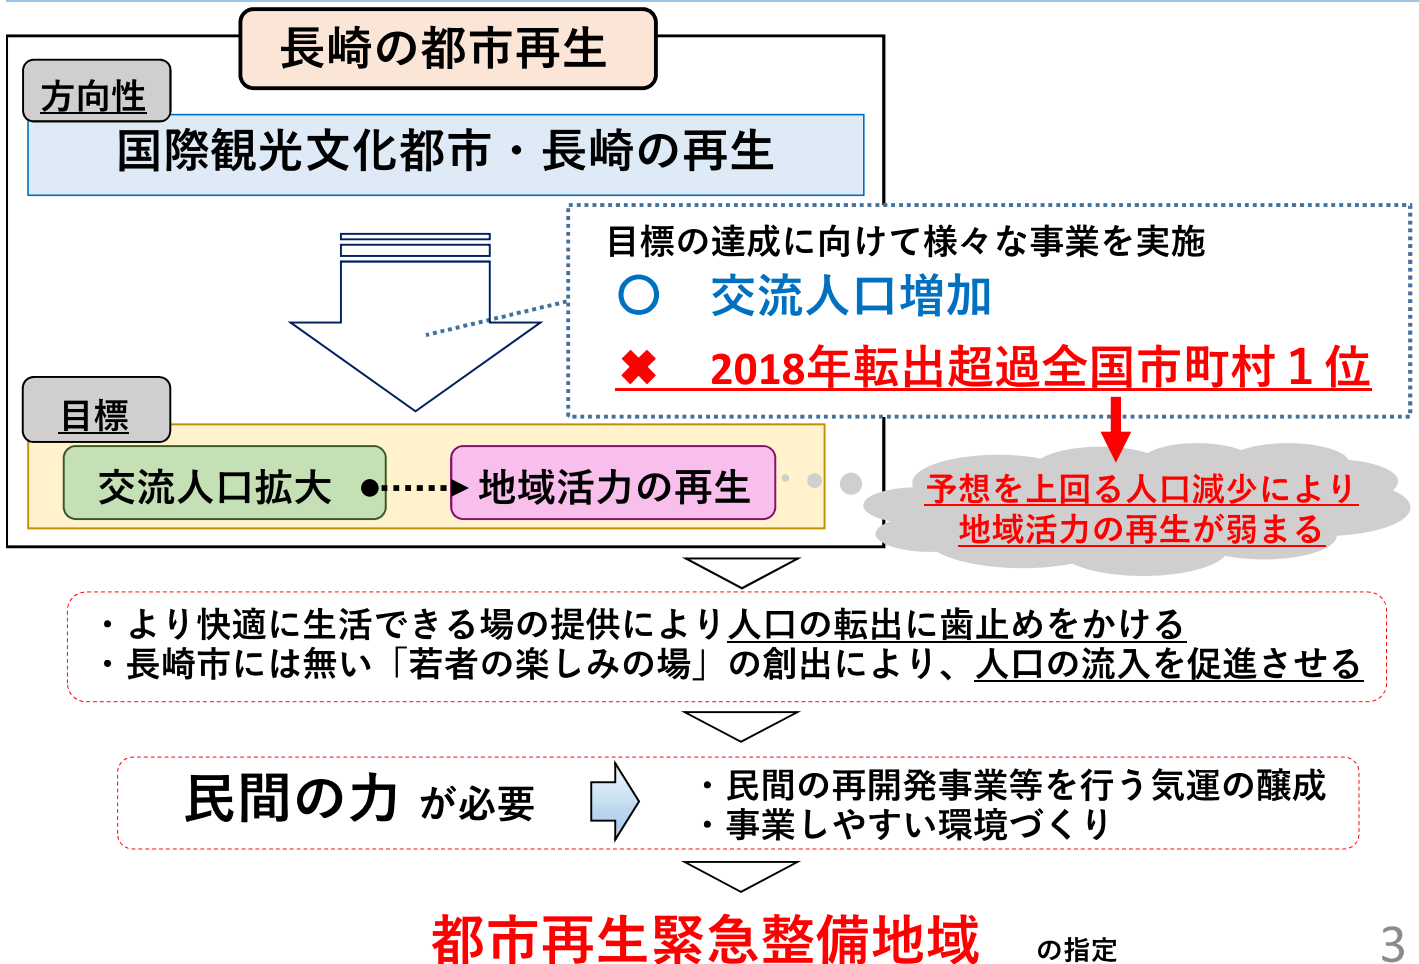 長崎の都市再生
方向性
国際観光文化都市・長崎の再生
目標の達成に向けて様々な事業を実施
○ 交流人口増加
✖ 2018年転出超過全国市町村１位
目標
交流人口拡大
地域活力の再生
予想を上回る人口減少により
地域活力の再生が弱まる
・より快適に生活できる場の提供により人口の転出に歯止めをかける
・長崎市には無い「若者の楽しみの場」の創出により、人口の流入を促進させる
民間の力 が必要
・民間の再開発事業等を行う気運の醸成
・事業しやすい環境づくり
都市再生緊急整備地域 の指定
3